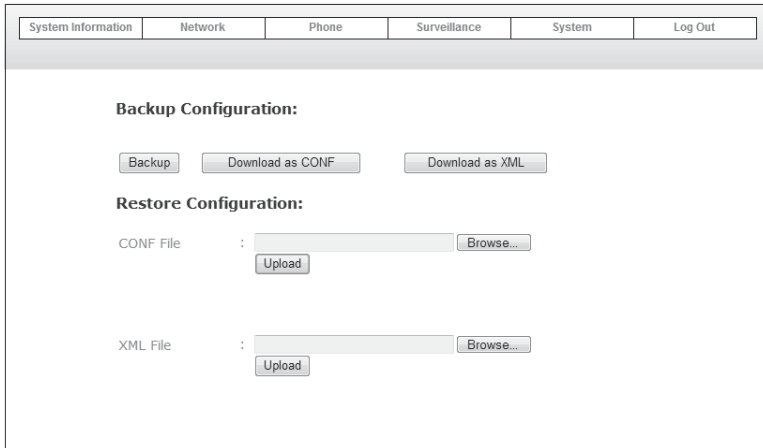 System Information Network Phone Surveillance System Log Out
Backup Configuration:
Backup Download as CONF Download as XML
Restore Configuration:
CONF File : Browse...
Upload
XML File : Browse...
Upload